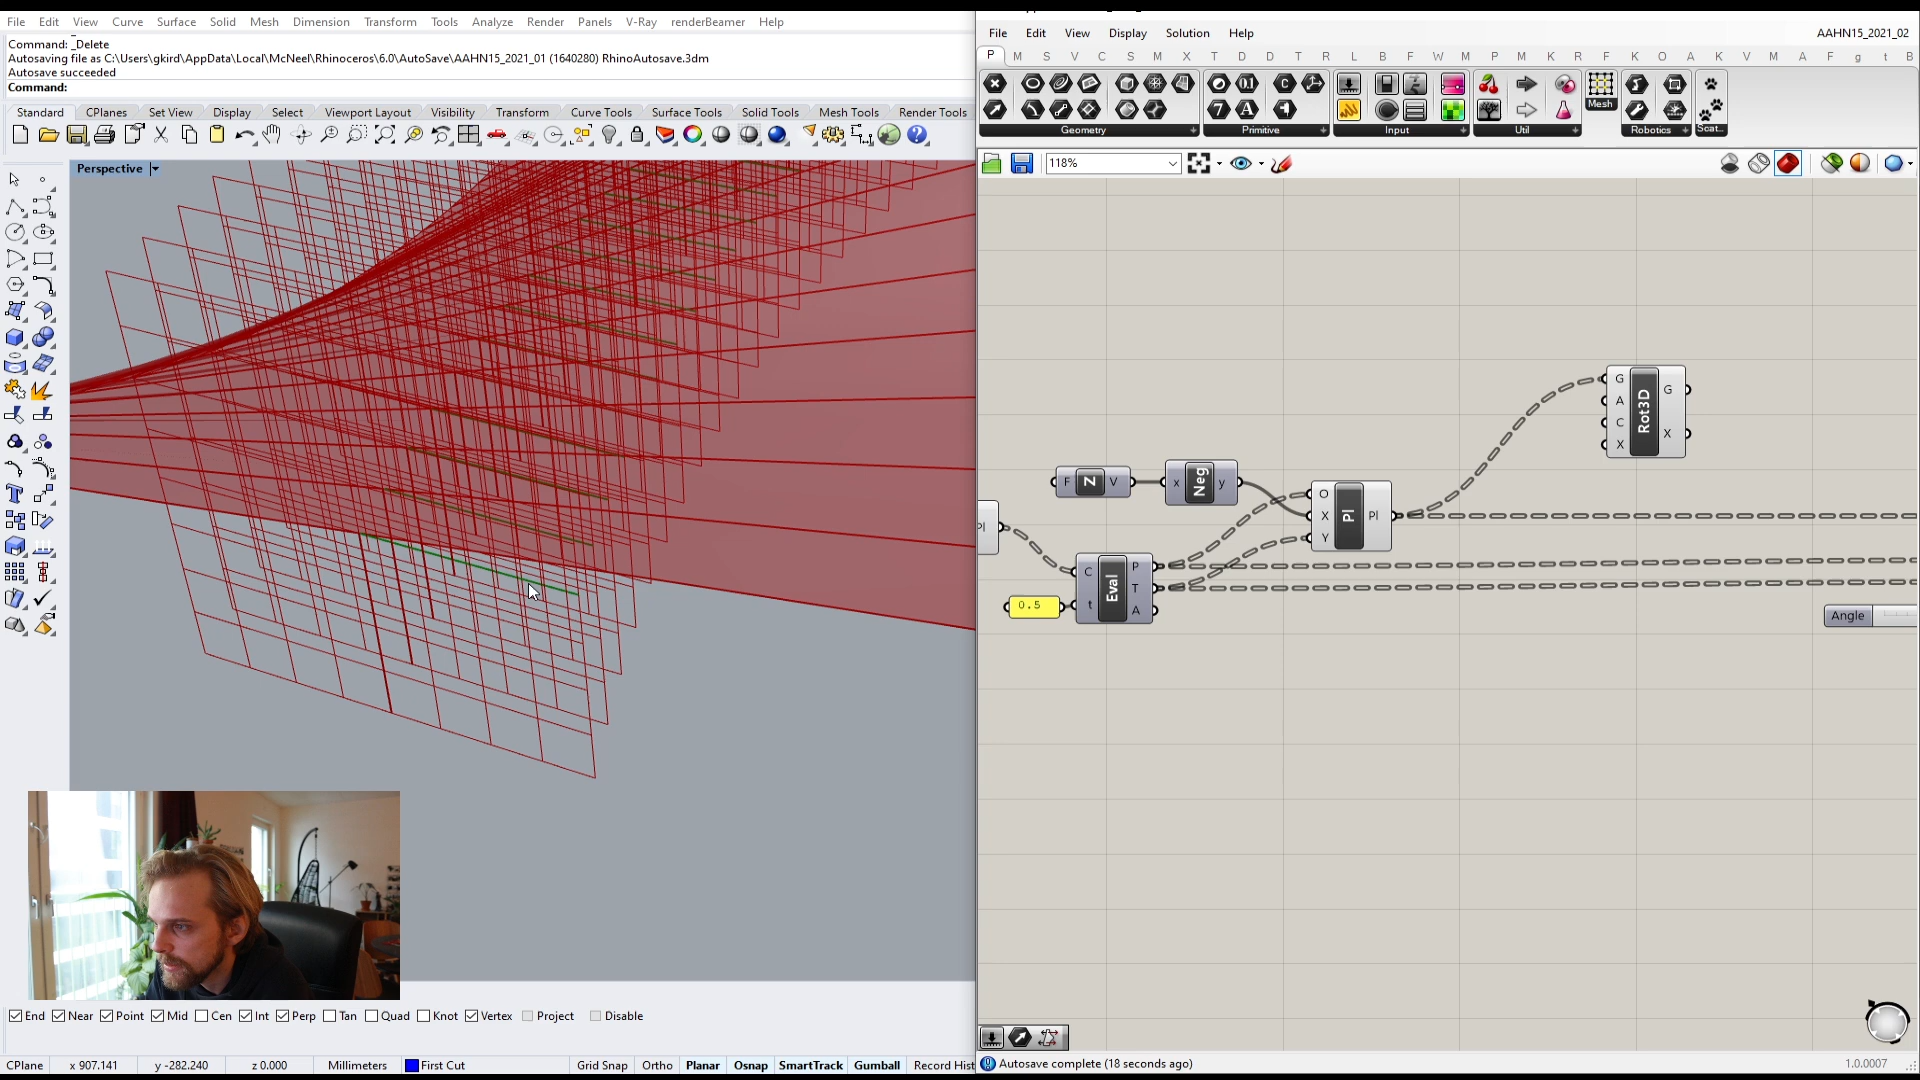 File Edit View Curve Surface Solid Mesh Dimension Transform Tools Analyze Render Panels V-Ray renderBeamer Help
Command: _Delete
Autosaving file as C:\Users\gkird\AppData\Local\McNeel\Rhinoceros\6.0\AutoSave\AAHN15_2021_01 (1640280) RhinoAutosave.3dm
Autosave succeeded
Command:
Standard CPlanes Set View Display Select Viewport Layout Visibility Transform Curve Tools Surface Tools Solid Tools Mesh Tools Render Tools
Perspective
End Near Point Mid Cen Int Perp Tan Quad Knot Vertex Project Disable
CPlane x 907.141 y -282.240 z 0.000 Millimeters First Cut Grid Snap Ortho Planar Osnap SmartTrack Gumball Record Hist
File Edit View Display Solution Help AAHN15_2021_02
P M S V C S M X T D D T R L B F D W M P M T M S F K O A K V M A F g t B
Geometry Primitive Input Util Mesh Robotics Scat...
118%
G A C X Rot3D G X
F Z V
x Neg y
O X Y Pl Pl
Pl
C t Eval P T A
0.5
Angle
Autosave complete (18 seconds ago) 1.0.0007